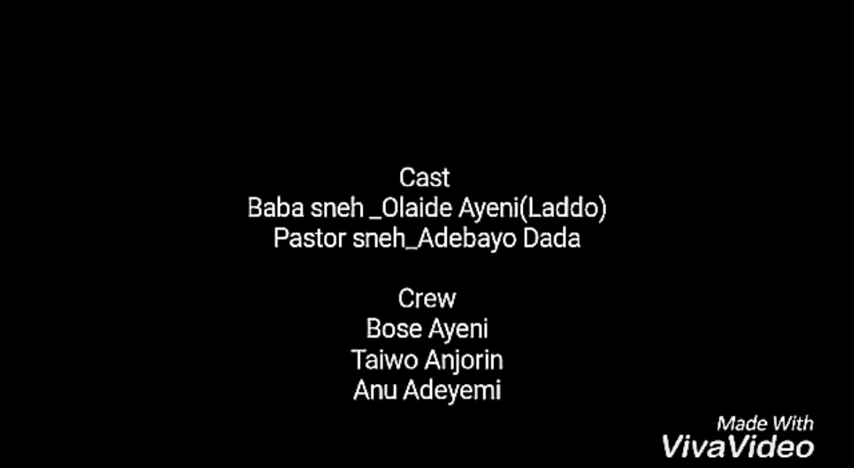 Cast
Baba sneh _Olaide Ayeni(Laddo)
Pastor sneh_Adebayo Dada
Crew
Bose Ayeni
Taiwo Anjorin
Anu Adeyemi
Made With
VivaVideo